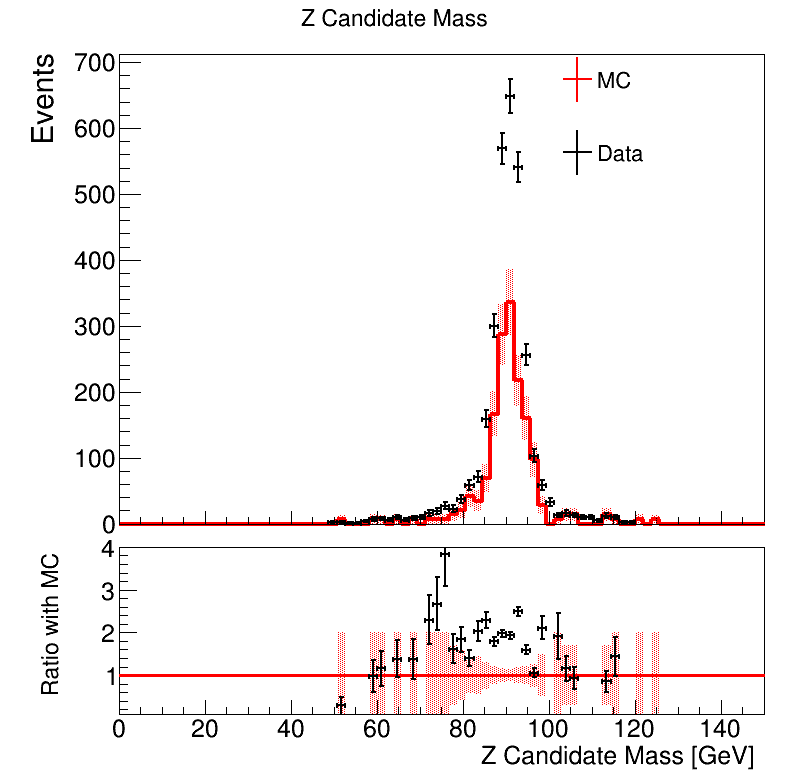 Z Candidate Mass
Events
700
600
500
400
300
200
100
0
MC
Data
Ratio with MC
4
3
2
1
0 20 40 60 80 100 120 140
Z Candidate Mass [GeV]